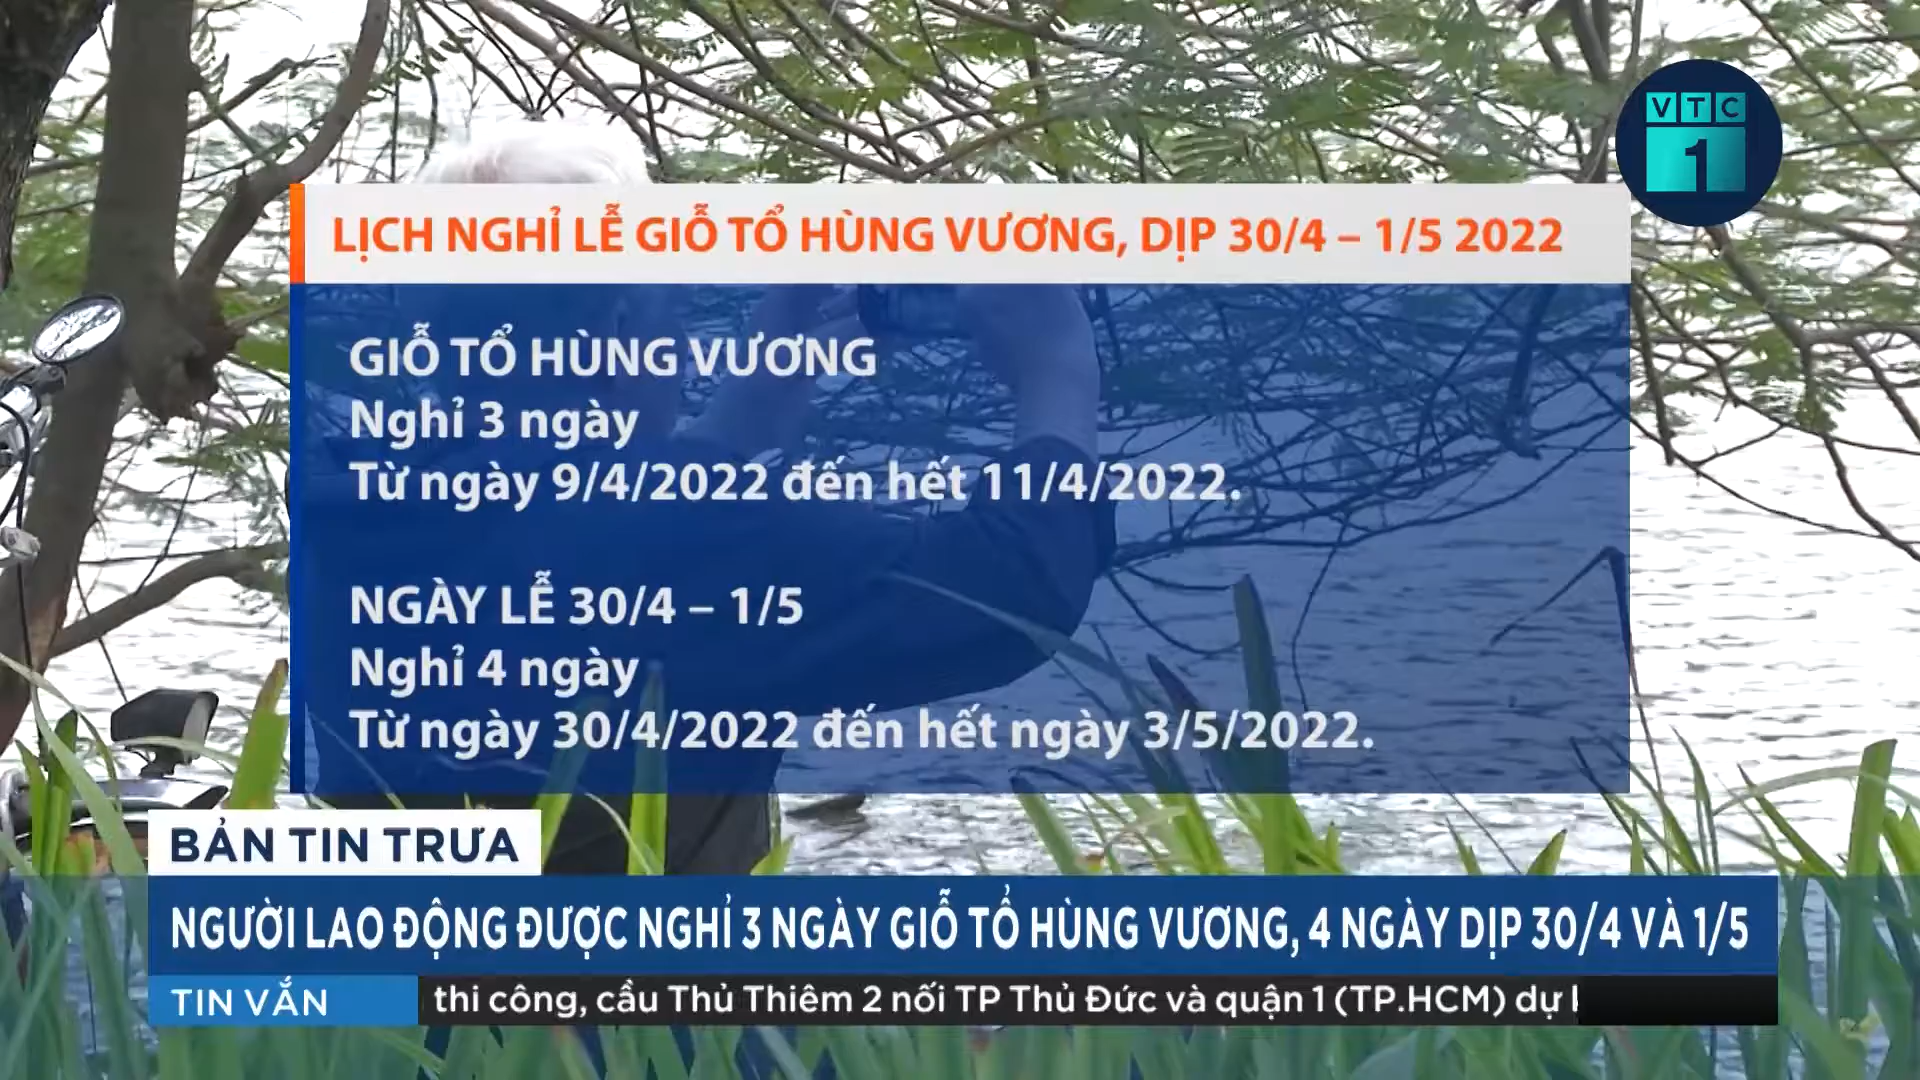 VTC
1
LỊCH NGHỈ LỄ GIỖ TỔ HÙNG VƯƠNG, DỊP 30/4 – 1/5 2022
GIỖ TỔ HÙNG VƯƠNG
Nghỉ 3 ngày
Từ ngày 9/4/2022 đến hết 11/4/2022.
NGÀY LỄ 30/4 – 1/5
Nghỉ 4 ngày
Từ ngày 30/4/2022 đến hết ngày 3/5/2022.
BẢN TIN TRƯA
NGƯỜI LAO ĐỘNG ĐƯỢC NGHỈ 3 NGÀY GIỖ TỔ HÙNG VƯƠNG, 4 NGÀY DỊP 30/4 VÀ 1/5
TIN VẮN thi công, cầu Thủ Thiêm 2 nối TP Thủ Đức và quận 1 (TP.HCM) dự